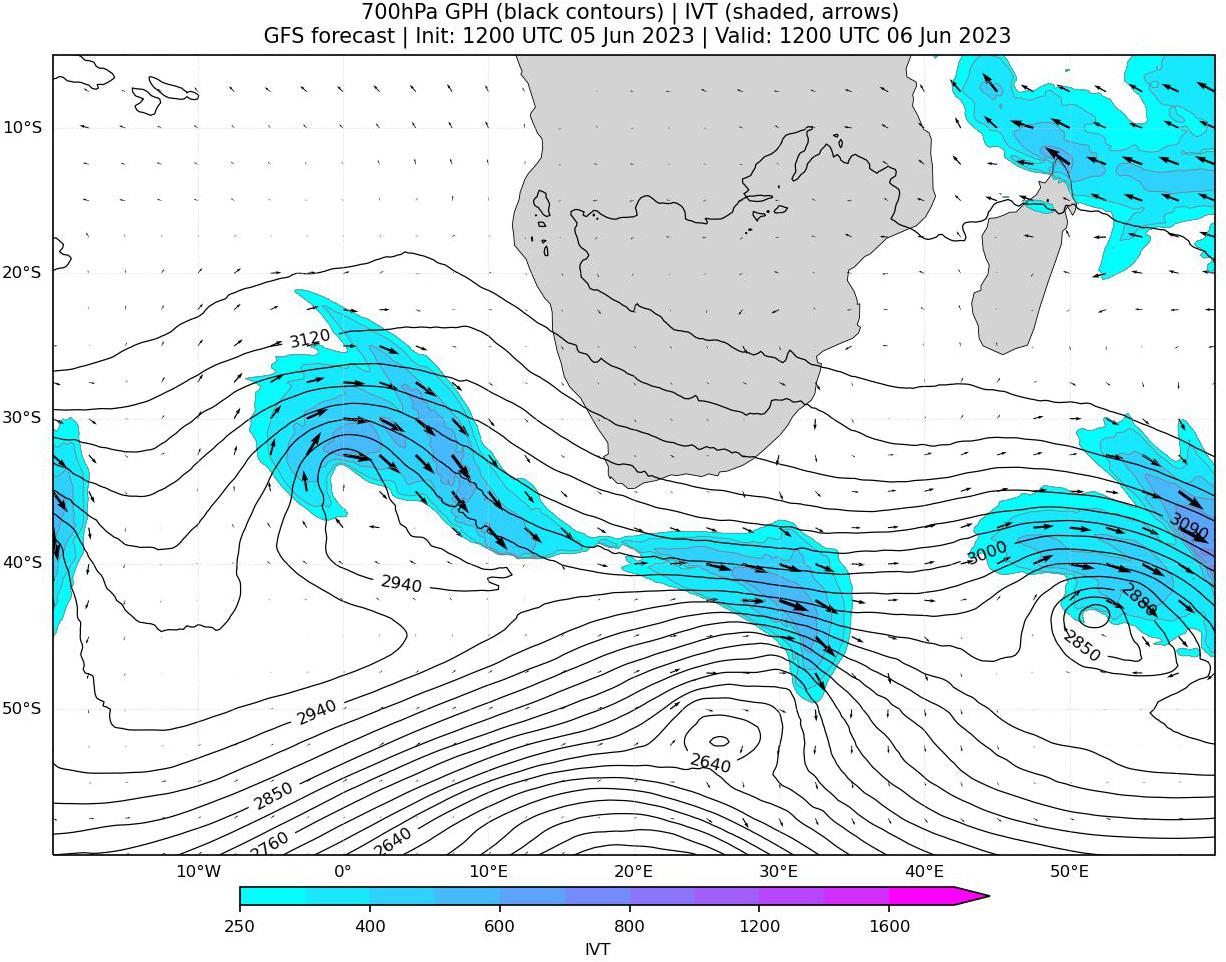 700hPa GPH (black contours) | IVT (shaded, arrows)
GFS forecast | Init: 1200 UTC 05 Jun 2023 | Valid: 1200 UTC 06 Jun 2023
10°S
20°S
3120
30°S
3090
3000
40°S
2940
2880
2850
50°S
2940
2640
2850
2760
2640
10°W 0° 10°E 20°E 30°E 40°E 50°E
250 400 600 800 1200 1600
IVT